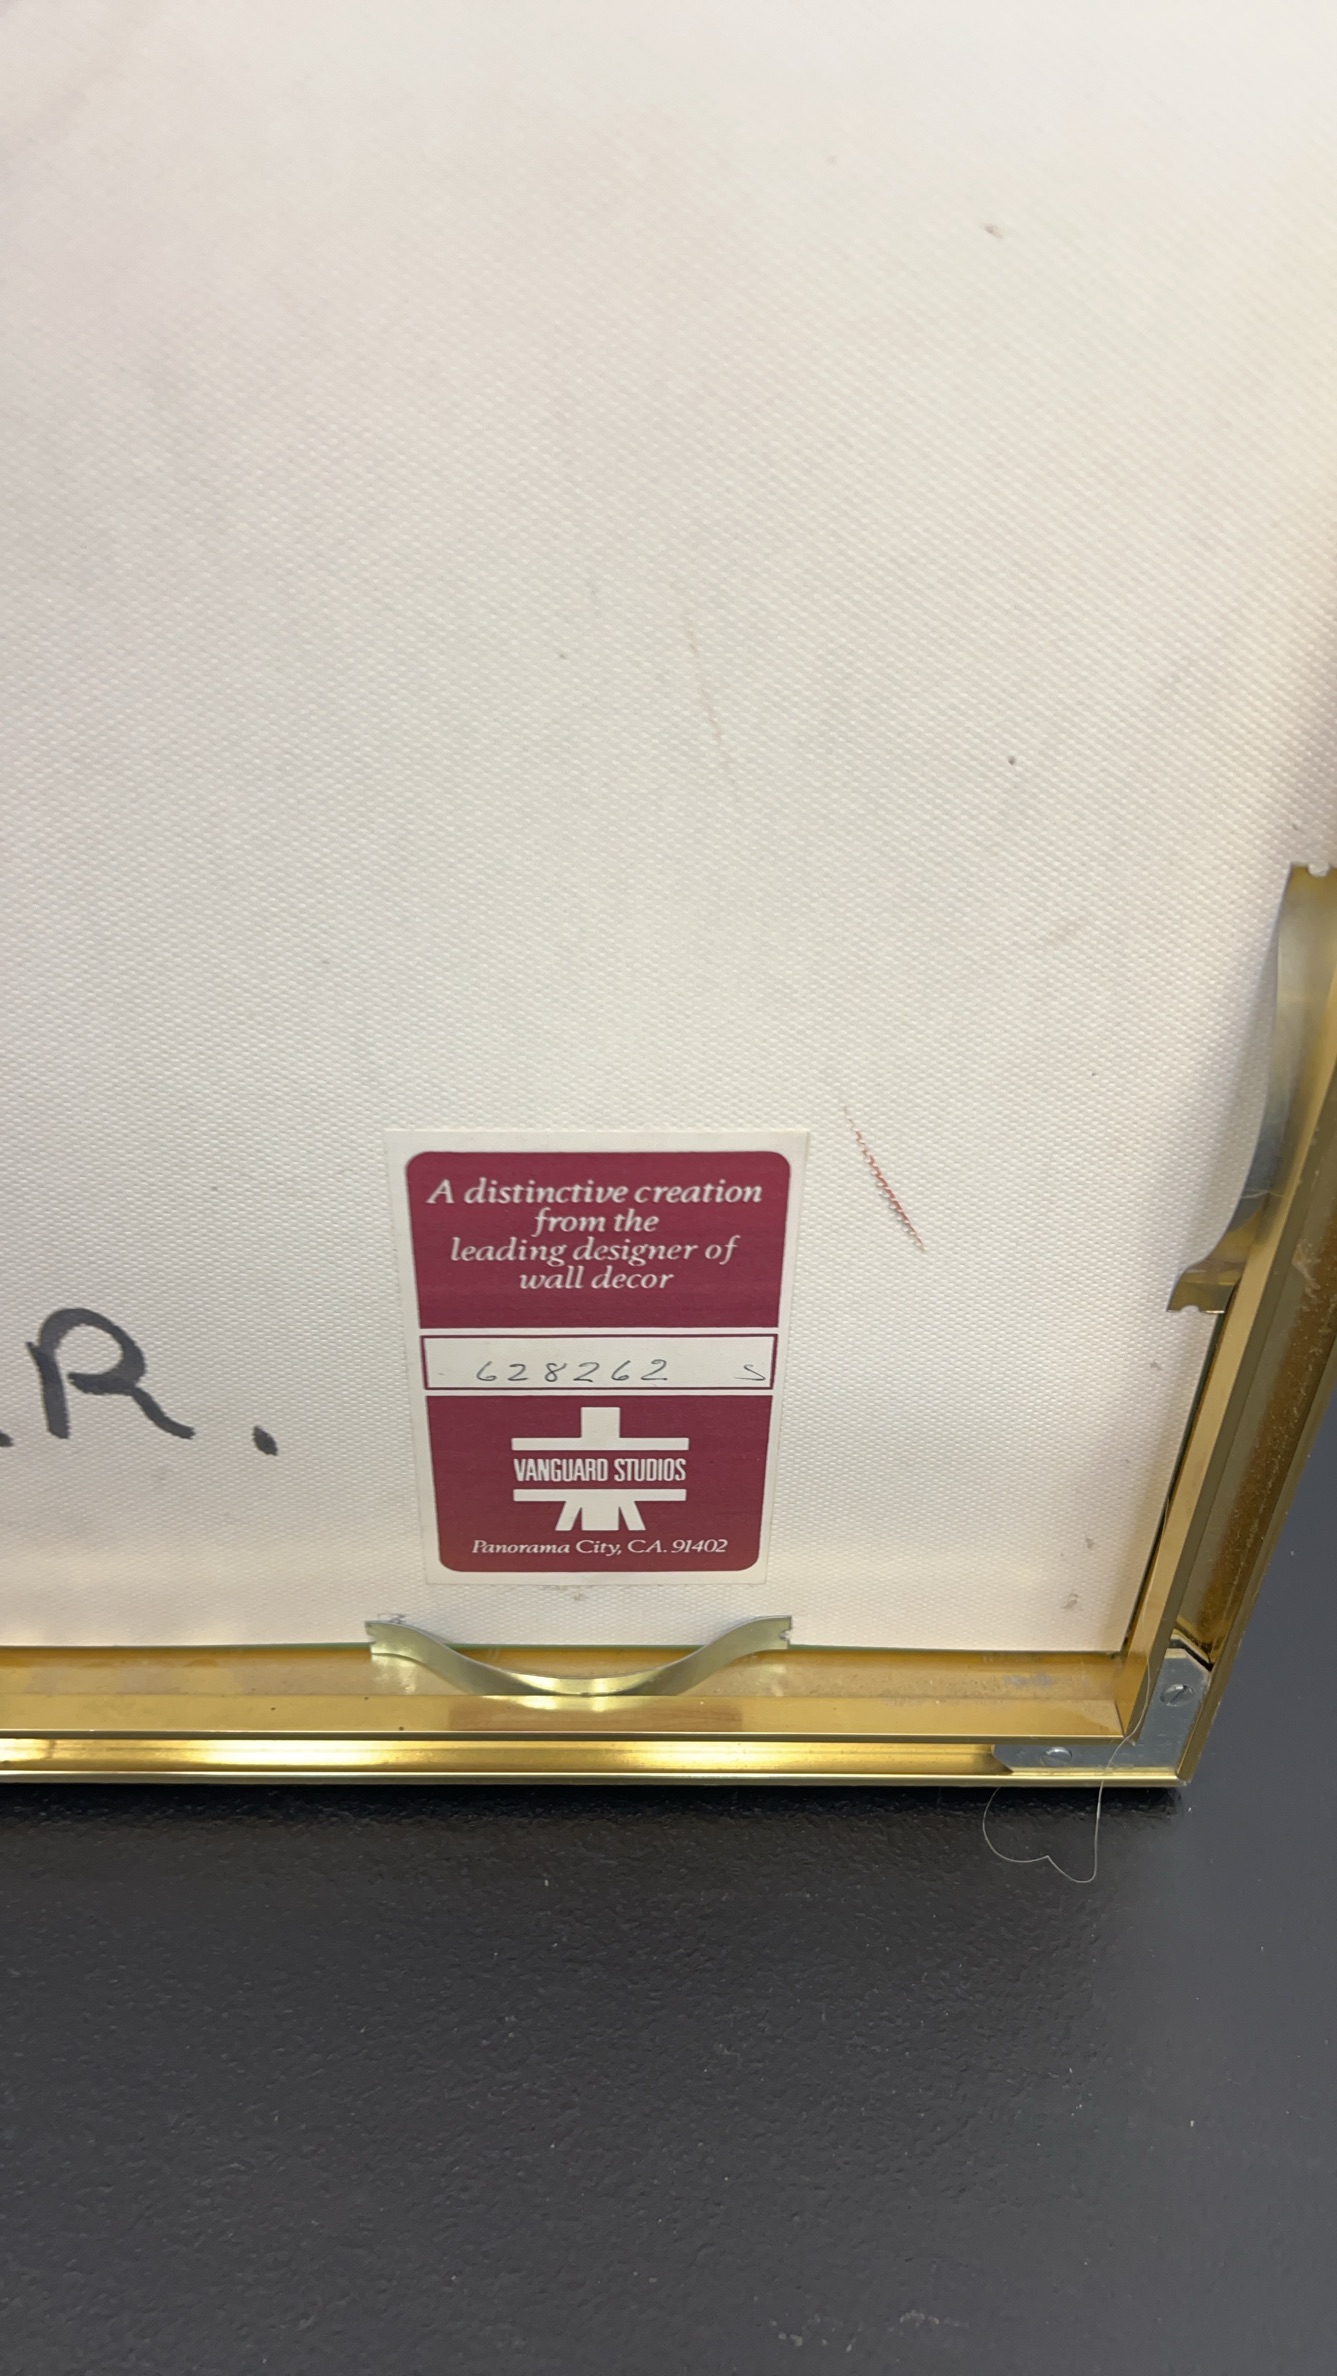 A distinctive creation
from the
leading designer of
wall decor
628262 S
VANGUARD STUDIOS
Panorama City, CA. 91402
.R.